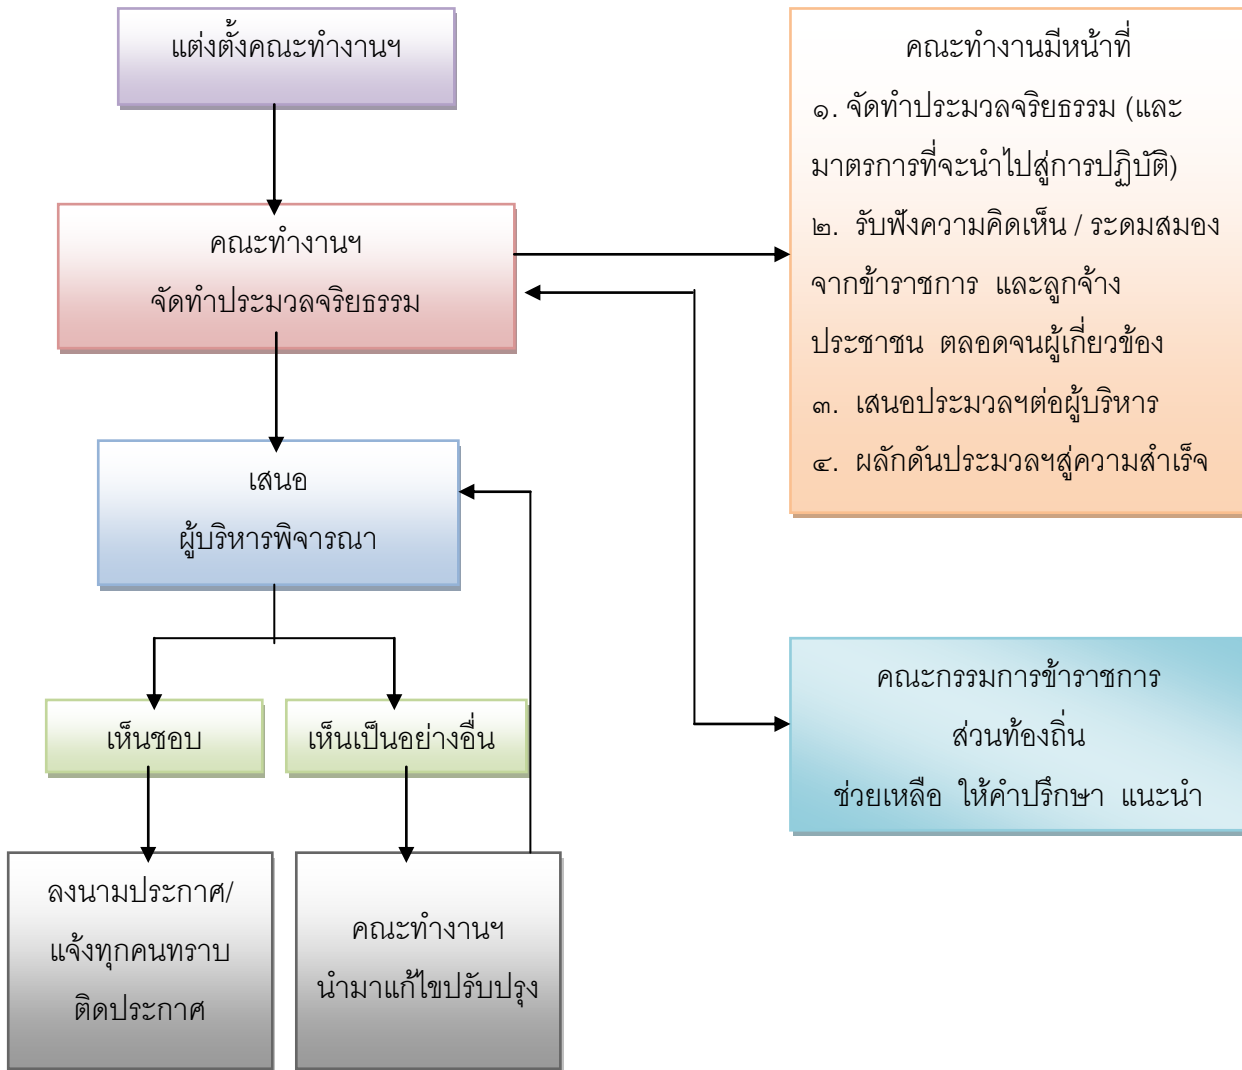 แต่งตั้งคณะทำงานฯ
คณะทำงานฯ
จัดทำประมวลจริยธรรม
เสนอ
ผู้บริหารพิจารณา
เห็นชอบ
เห็นเป็นอย่างอื่น
ลงนามประกาศ/
แจ้งทุกคนทราบ
ติดประกาศ
คณะทำงานฯ
นำมาแก้ไขปรับปรุง
คณะทำงานมีหน้าที่
๑. จัดทำประมวลจริยธรรม (และ
มาตรการที่จะนำไปสู่การปฏิบัติ)
๒. รับฟังความคิดเห็น / ระดมสมอง
จากข้าราชการ และลูกจ้าง
ประชาชน ตลอดจนผู้เกี่ยวข้อง
๓. เสนอประมวลฯต่อผู้บริหาร
๔. ผลักดันประมวลฯสู่ความสำเร็จ
คณะกรรมการข้าราชการ
ส่วนท้องถิ่น
ช่วยเหลือ ให้คำปรึกษา แนะนำ